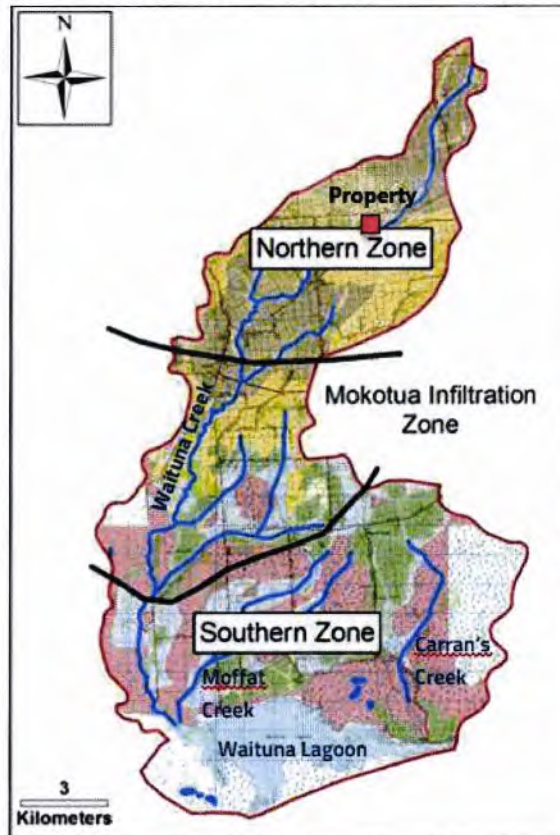 N
Property
Northern Zone
Mokotua Infiltration
Zone
Waituna Creek
Southern Zone
Carran's
Creek
Moffat
Creek
Waituna Lagoon
3
Kilometers